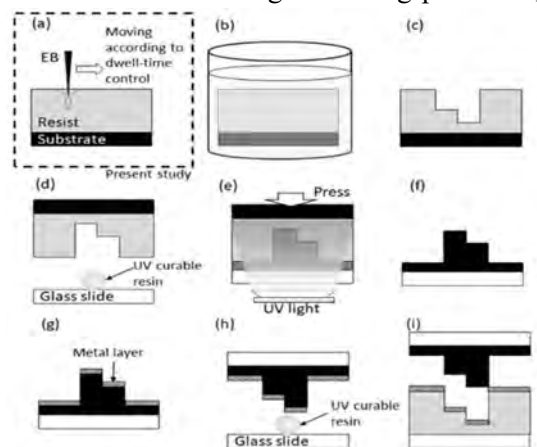 (a)
Moving
according to
dwell-time
control
EB
Resist
Substrate
Present study
(b)
(c)
(d)
UV curable
resin
Glass slide
(e)
Press
UV light
(f)
(g)
Metal layer
(h)
UV curable
resin
Glass slide
(i)